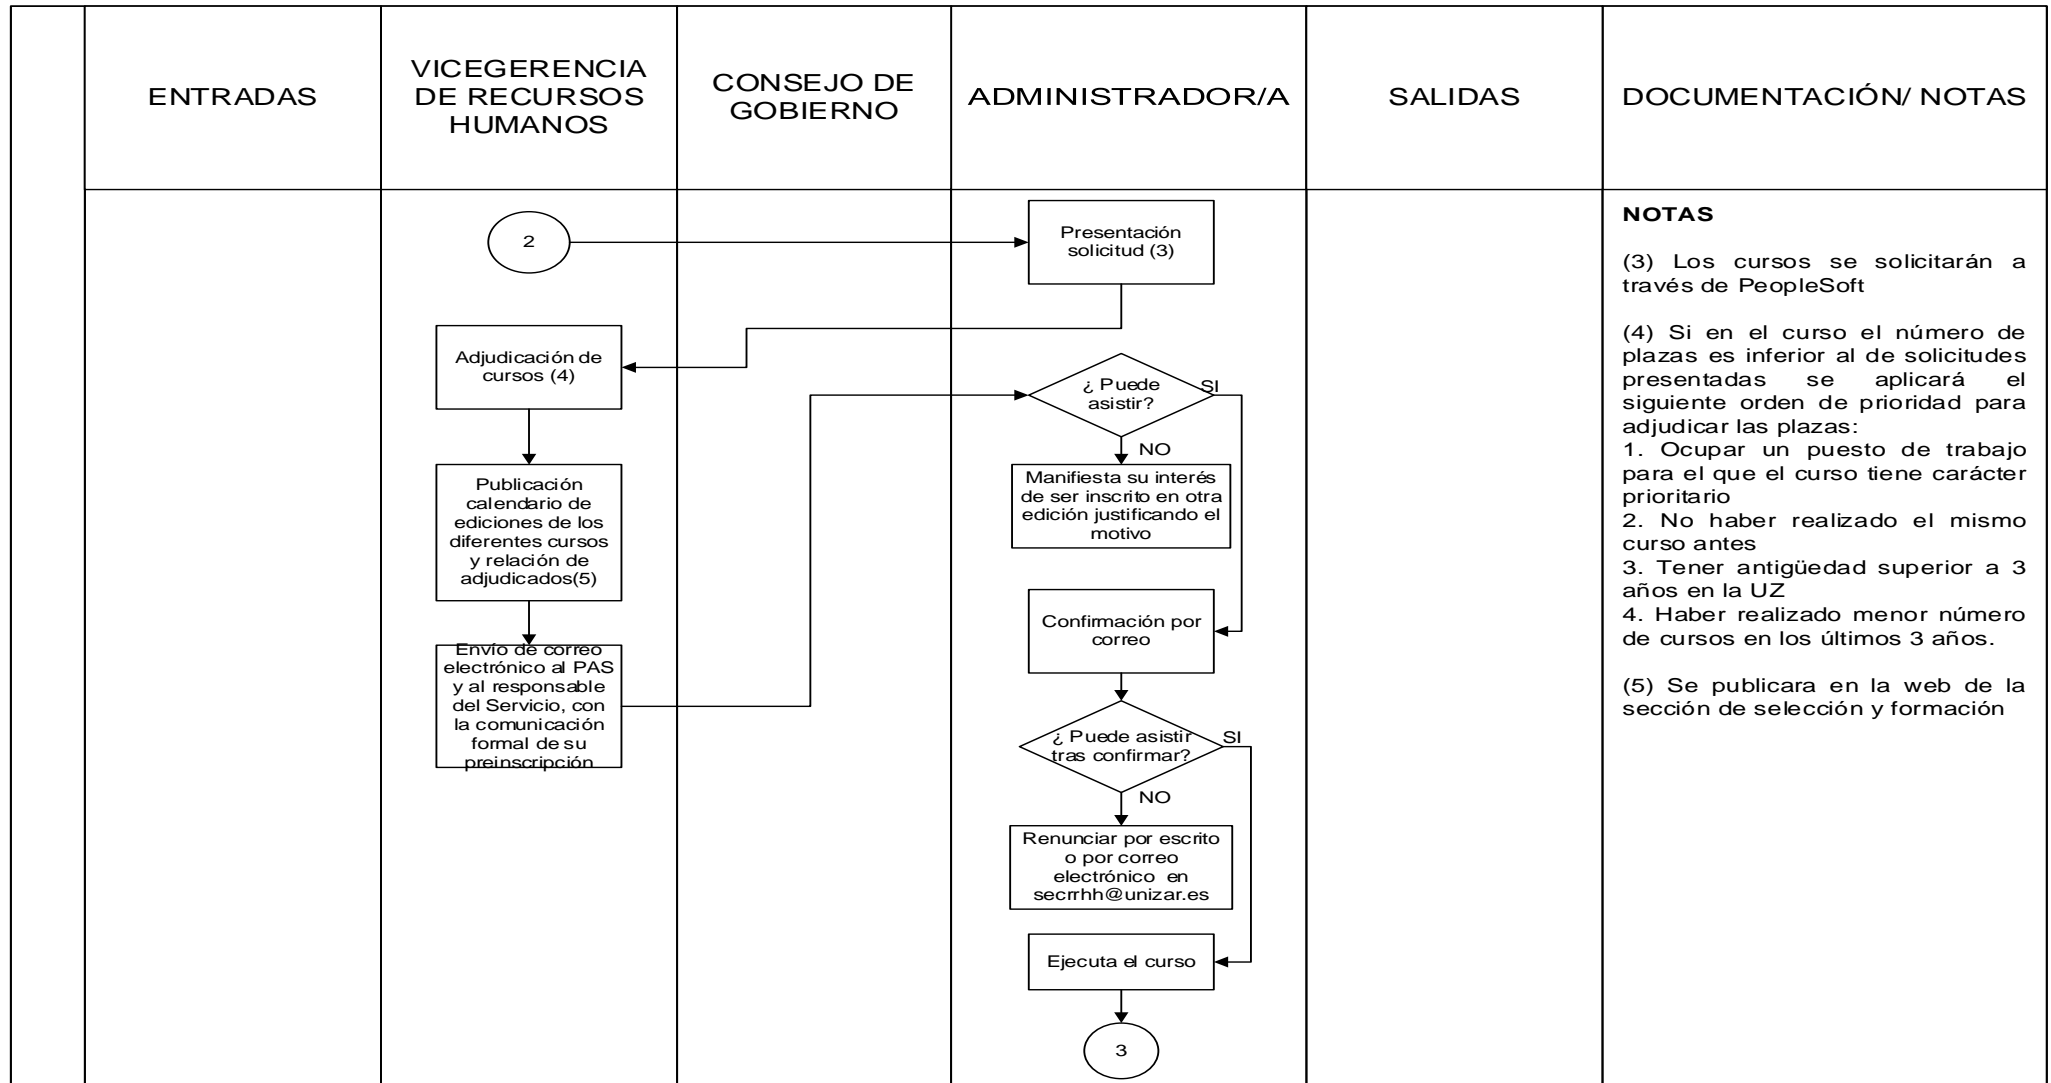 ENTRADAS
VICEGERENCIA
DE RECURSOS
HUMANOS
CONSEJO DE
GOBIERNO
ADMINISTRADOR/A
SALIDAS
DOCUMENTACIÓN/ NOTAS
2
Presentación
solicitud (3)
Adjudicación de
cursos (4)
¿ Puede
asistir?
SI
NO
Publicación
calendario de
ediciones de los
diferentes cursos
y relación de
adjudicados(5)
Manifiesta su interés
de ser inscrito en otra
edición justificando el
motivo
Envío de correo
electrónico al PAS
y al responsable
del Servicio, con
la comunicación
formal de su
preinscripción
Confirmación por
correo
¿ Puede asistir
tras confirmar?
SI
NO
Renunciar por escrito
o por correo
electrónico en
secrrhh@unizar.es
Ejecuta el curso
3
NOTAS
(3) Los cursos se solicitarán a
través de PeopleSoft
(4) Si en el curso el número de
plazas es inferior al de solicitudes
presentadas se aplicará el
siguiente orden de prioridad para
adjudicar las plazas:
1. Ocupar un puesto de trabajo
para el que el curso tiene carácter
prioritario
2. No haber realizado el mismo
curso antes
3. Tener antigüedad superior a 3
años en la UZ
4. Haber realizado menor número
de cursos en los últimos 3 años.
(5) Se publicara en la web de la
sección de selección y formación